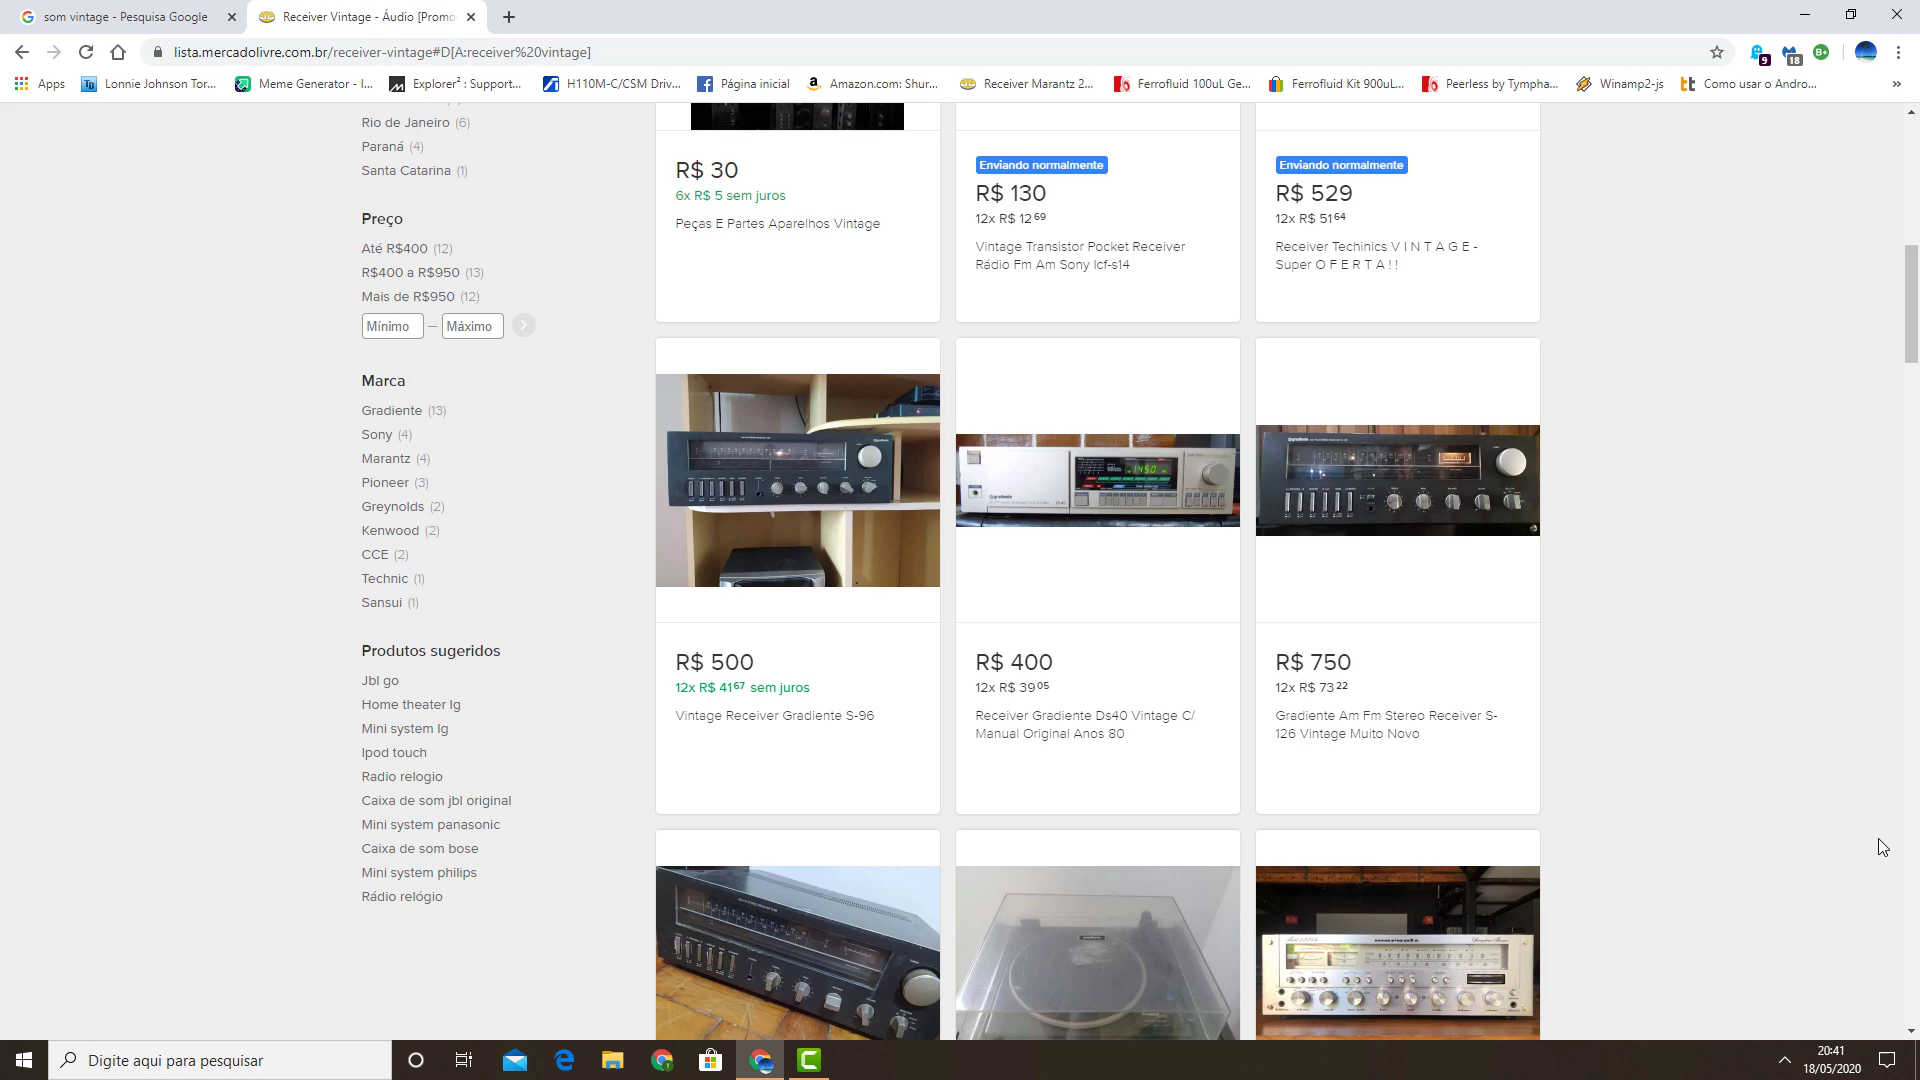 som vintage - Pesquisa Google
Receiver Vintage - Áudio [Promo
lista.mercadolivre.com.br/receiver-vintage#D[A:receiver%20vintage]
9
18
B+
Apps
Lonnie Johnson Tor...
Meme Generator - I...
Explorer² : Support...
H110M-C/CSM Driv...
Página inicial
Amazon.com: Shur...
Receiver Marantz 2...
Ferrofluid 100uL Ge...
Ferrofluid Kit 900uL...
Peerless by Tympha...
Winamp2-js
Como usar o Andro...
»
Rio de Janeiro (6)
Paraná (4)
Santa Catarina (1)
Preço
Até R$400 (12)
R$400 a R$950 (13)
Mais de R$950 (12)
Mínimo — Máximo
Marca
Gradiente (13)
Sony (4)
Marantz (4)
Pioneer (3)
Greynolds (2)
Kenwood (2)
CCE (2)
Technic (1)
Sansui (1)
Produtos sugeridos
Jbl go
Home theater lg
Mini system lg
Ipod touch
Radio relogio
Caixa de som jbl original
Mini system panasonic
Caixa de som bose
Mini system philips
Rádio relógio
R$ 30
6x R$ 5 sem juros
Peças E Partes Aparelhos Vintage
Enviando normalmente
R$ 130
12x R$ 12 69
Vintage Transistor Pocket Receiver
Rádio Fm Am Sony Icf-s14
Enviando normalmente
R$ 529
12x R$ 51 64
Receiver Techinics V I N T A G E -
Super O F E R T A ! !
R$ 500
12x R$ 41 67 sem juros
Vintage Receiver Gradiente S-96
gradiente
1450
R$ 400
12x R$ 39 05
Receiver Gradiente Ds40 Vintage C/
Manual Original Anos 80
gradiente
R$ 750
12x R$ 73 22
Gradiente Am Fm Stereo Receiver S-
126 Vintage Muito Novo
marantz
Digite aqui para pesquisar
20:41
18/05/2020